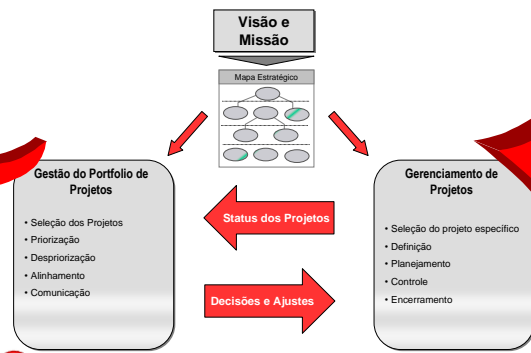 Visão e
Missão
Mapa Estratégico
Gestão do Portfolio de
Projetos
• Seleção dos Projetos
• Priorização
• Despriorização
• Alinhamento
• Comunicação
Status dos Projetos
Decisões e Ajustes
Gerenciamento de
Projetos
• Seleção do projeto específico
• Definição
• Planejamento
• Controle
• Encerramento